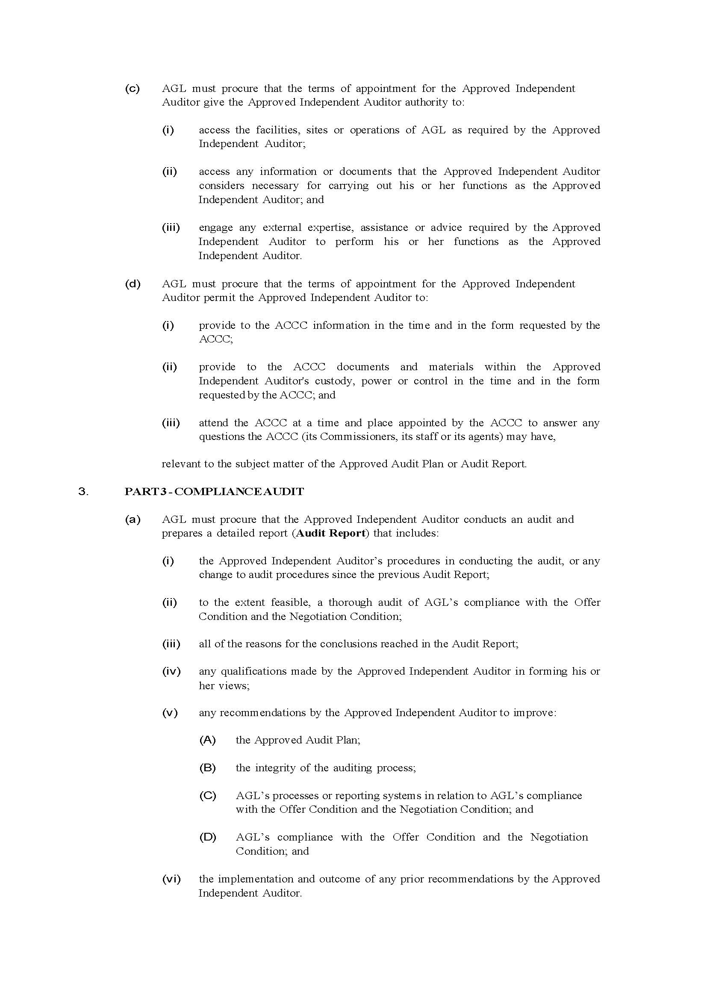 (c) AGL must procure that the terms of appointment for the Approved Independent
Auditor give the Approved Independent Auditor authority to:
(i) access the facilities, sites or operations of AGL as required by the Approved
Independent Auditor;
(ii) access any information or documents that the Approved Independent Auditor
considers necessary for carrying out his or her functions as the Approved
Independent Auditor; and
(iii) engage any external expertise, assistance or advice required by the Approved
Independent Auditor to perform his or her functions as the Approved
Independent Auditor.
(d) AGL must procure that the terms of appointment for the Approved Independent
Auditor permit the Approved Independent Auditor to:
(i) provide to the ACCC information in the time and in the form requested by the
ACCC;
(ii) provide to the ACCC documents and materials within the Approved
Independent Auditor's custody, power or control in the time and in the form
requested by the ACCC; and
(iii) attend the ACCC at a time and place appointed by the ACCC to answer any
questions the ACCC (its Commissioners, its staff or its agents) may have,
relevant to the subject matter of the Approved Audit Plan or Audit Report.
3. PART 3 - COMPLIANCE AUDIT
(a) AGL must procure that the Approved Independent Auditor conducts an audit and
prepares a detailed report (Audit Report) that includes:
(i) the Approved Independent Auditor’s procedures in conducting the audit, or any
change to audit procedures since the previous Audit Report;
(ii) to the extent feasible, a thorough audit of AGL’s compliance with the Offer
Condition and the Negotiation Condition;
(iii) all of the reasons for the conclusions reached in the Audit Report;
(iv) any qualifications made by the Approved Independent Auditor in forming his or
her views;
(v) any recommendations by the Approved Independent Auditor to improve:
(A) the Approved Audit Plan;
(B) the integrity of the auditing process;
(C) AGL’s processes or reporting systems in relation to AGL’s compliance
with the Offer Condition and the Negotiation Condition; and
(D) AGL’s compliance with the Offer Condition and the Negotiation
Condition; and
(vi) the implementation and outcome of any prior recommendations by the Approved
Independent Auditor.